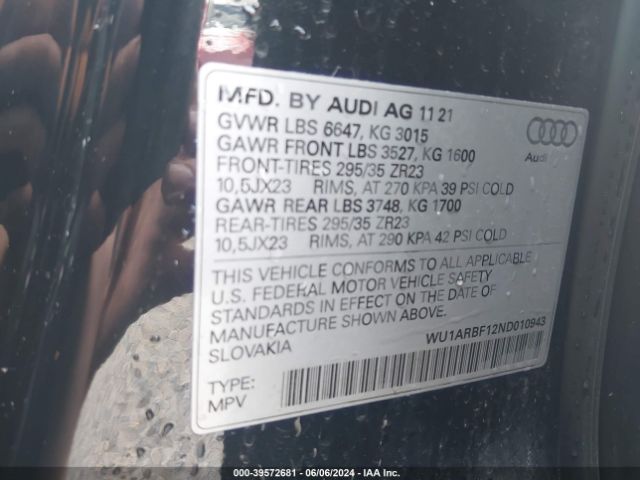 MFD. BY AUDI AG 11 21
GVWR LBS 6647, KG 3015
GAWR FRONT LBS 3527, KG 1600
FRONT-TIRES 295/35 ZR23
10,5JX23 RIMS, AT 270 KPA 39 PSI COLD
GAWR REAR LBS 3748, KG 1700
REAR-TIRES 295/35 ZR23
10,5JX23 RIMS, AT 290 KPA 42 PSI COLD
Audi
THIS VEHICLE CONFORMS TO ALL APPLICABLE
U.S. FEDERAL MOTOR VEHICLE SAFETY
STANDARDS IN EFFECT ON THE DATE OF
MANUFACTURE SHOWN ABOVE.
SLOVAKIA
WU1ARBF12ND010943
TYPE:
MPV
000-39572681 - 06/06/2024 - IAA Inc.